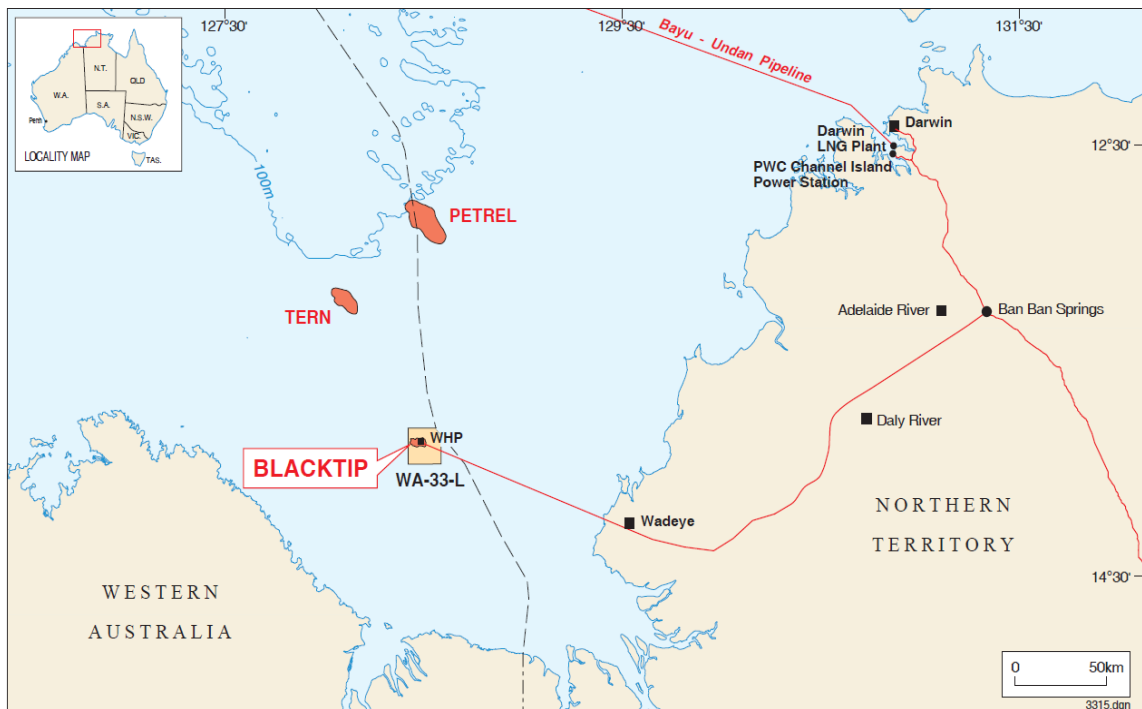 127°30'
129°30'
131°30'
N.T.
QLD
W.A.
S.A.
N.S.W.
Perth
VIC.
TAS.
LOCALITY MAP
Bayu - Undan Pipeline
Darwin
Darwin
LNG Plant
12°30'
PWC Channel Island
Power Station
100m
PETREL
TERN
Adelaide River
Ban Ban Springs
Daly River
WHP
BLACKTIP
WA-33-L
Wadeye
NORTHERN
TERRITORY
14°30'
WESTERN
AUSTRALIA
0 50km
3315.dgn